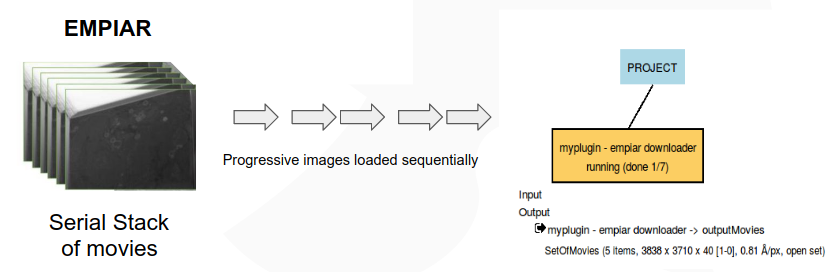 EMPIAR
Serial Stack
of movies
Progressive images loaded sequentially
PROJECT
myplugin - empiar downloader
running (done 1/7)
Input
Output
myplugin - empiar downloader -> outputMovies
SetOfMovies (5 items, 3838 x 3710 x 40 [1-0], 0.81 Å/px, open set)